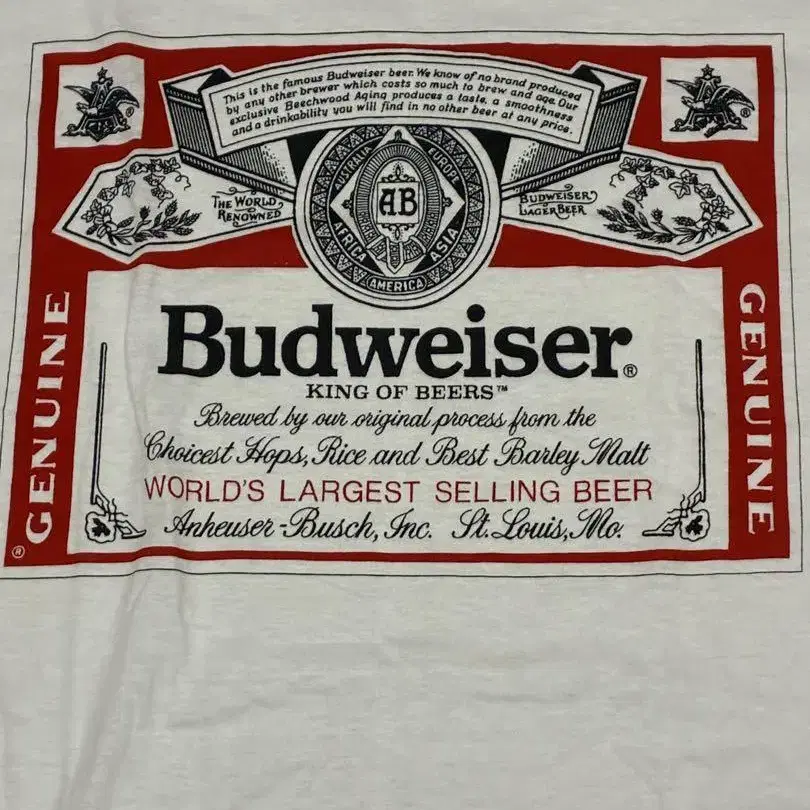 This is the famous Budweiser beer. We know of no brand produced
by any other brewer which costs so much to brew and age. Our
exclusive Beechwood Aging produces a taste, a smoothness
and a drinkability you will find in no other beer at any price.
THE WORLD
RENOWNED
BUDWEISER
LAGER BEER
AUSTRALIA
EUROPE
AB
AFRICA
ASIA
AMERICA
GENUINE
GENUINE
Budweiser®
KING OF BEERS™
Brewed by our original process from the
Choicest Hops, Rice and Best Barley Malt
WORLD'S LARGEST SELLING BEER
Anheuser-Busch, Inc. St. Louis, Mo.
®